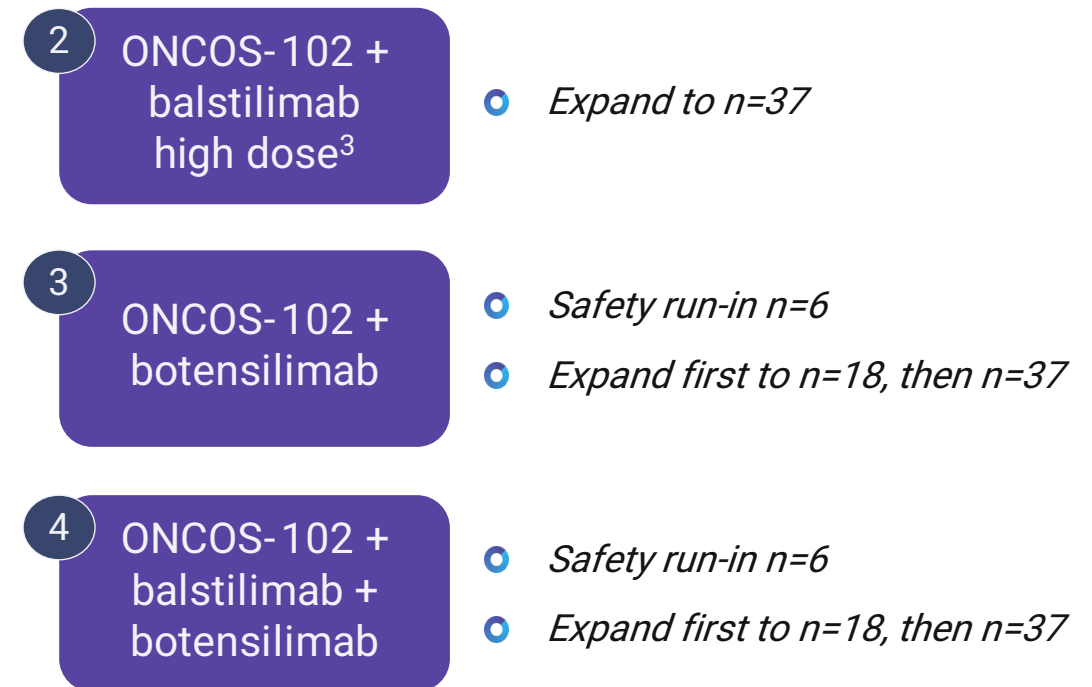 2
ONCOS-102 +
balstilimab
high dose³
Expand to n=37
3
ONCOS-102 +
botensilimab
Safety run-in n=6
Expand first to n=18, then n=37
4
ONCOS-102 +
balstilimab +
botensilimab
Safety run-in n=6
Expand first to n=18, then n=37